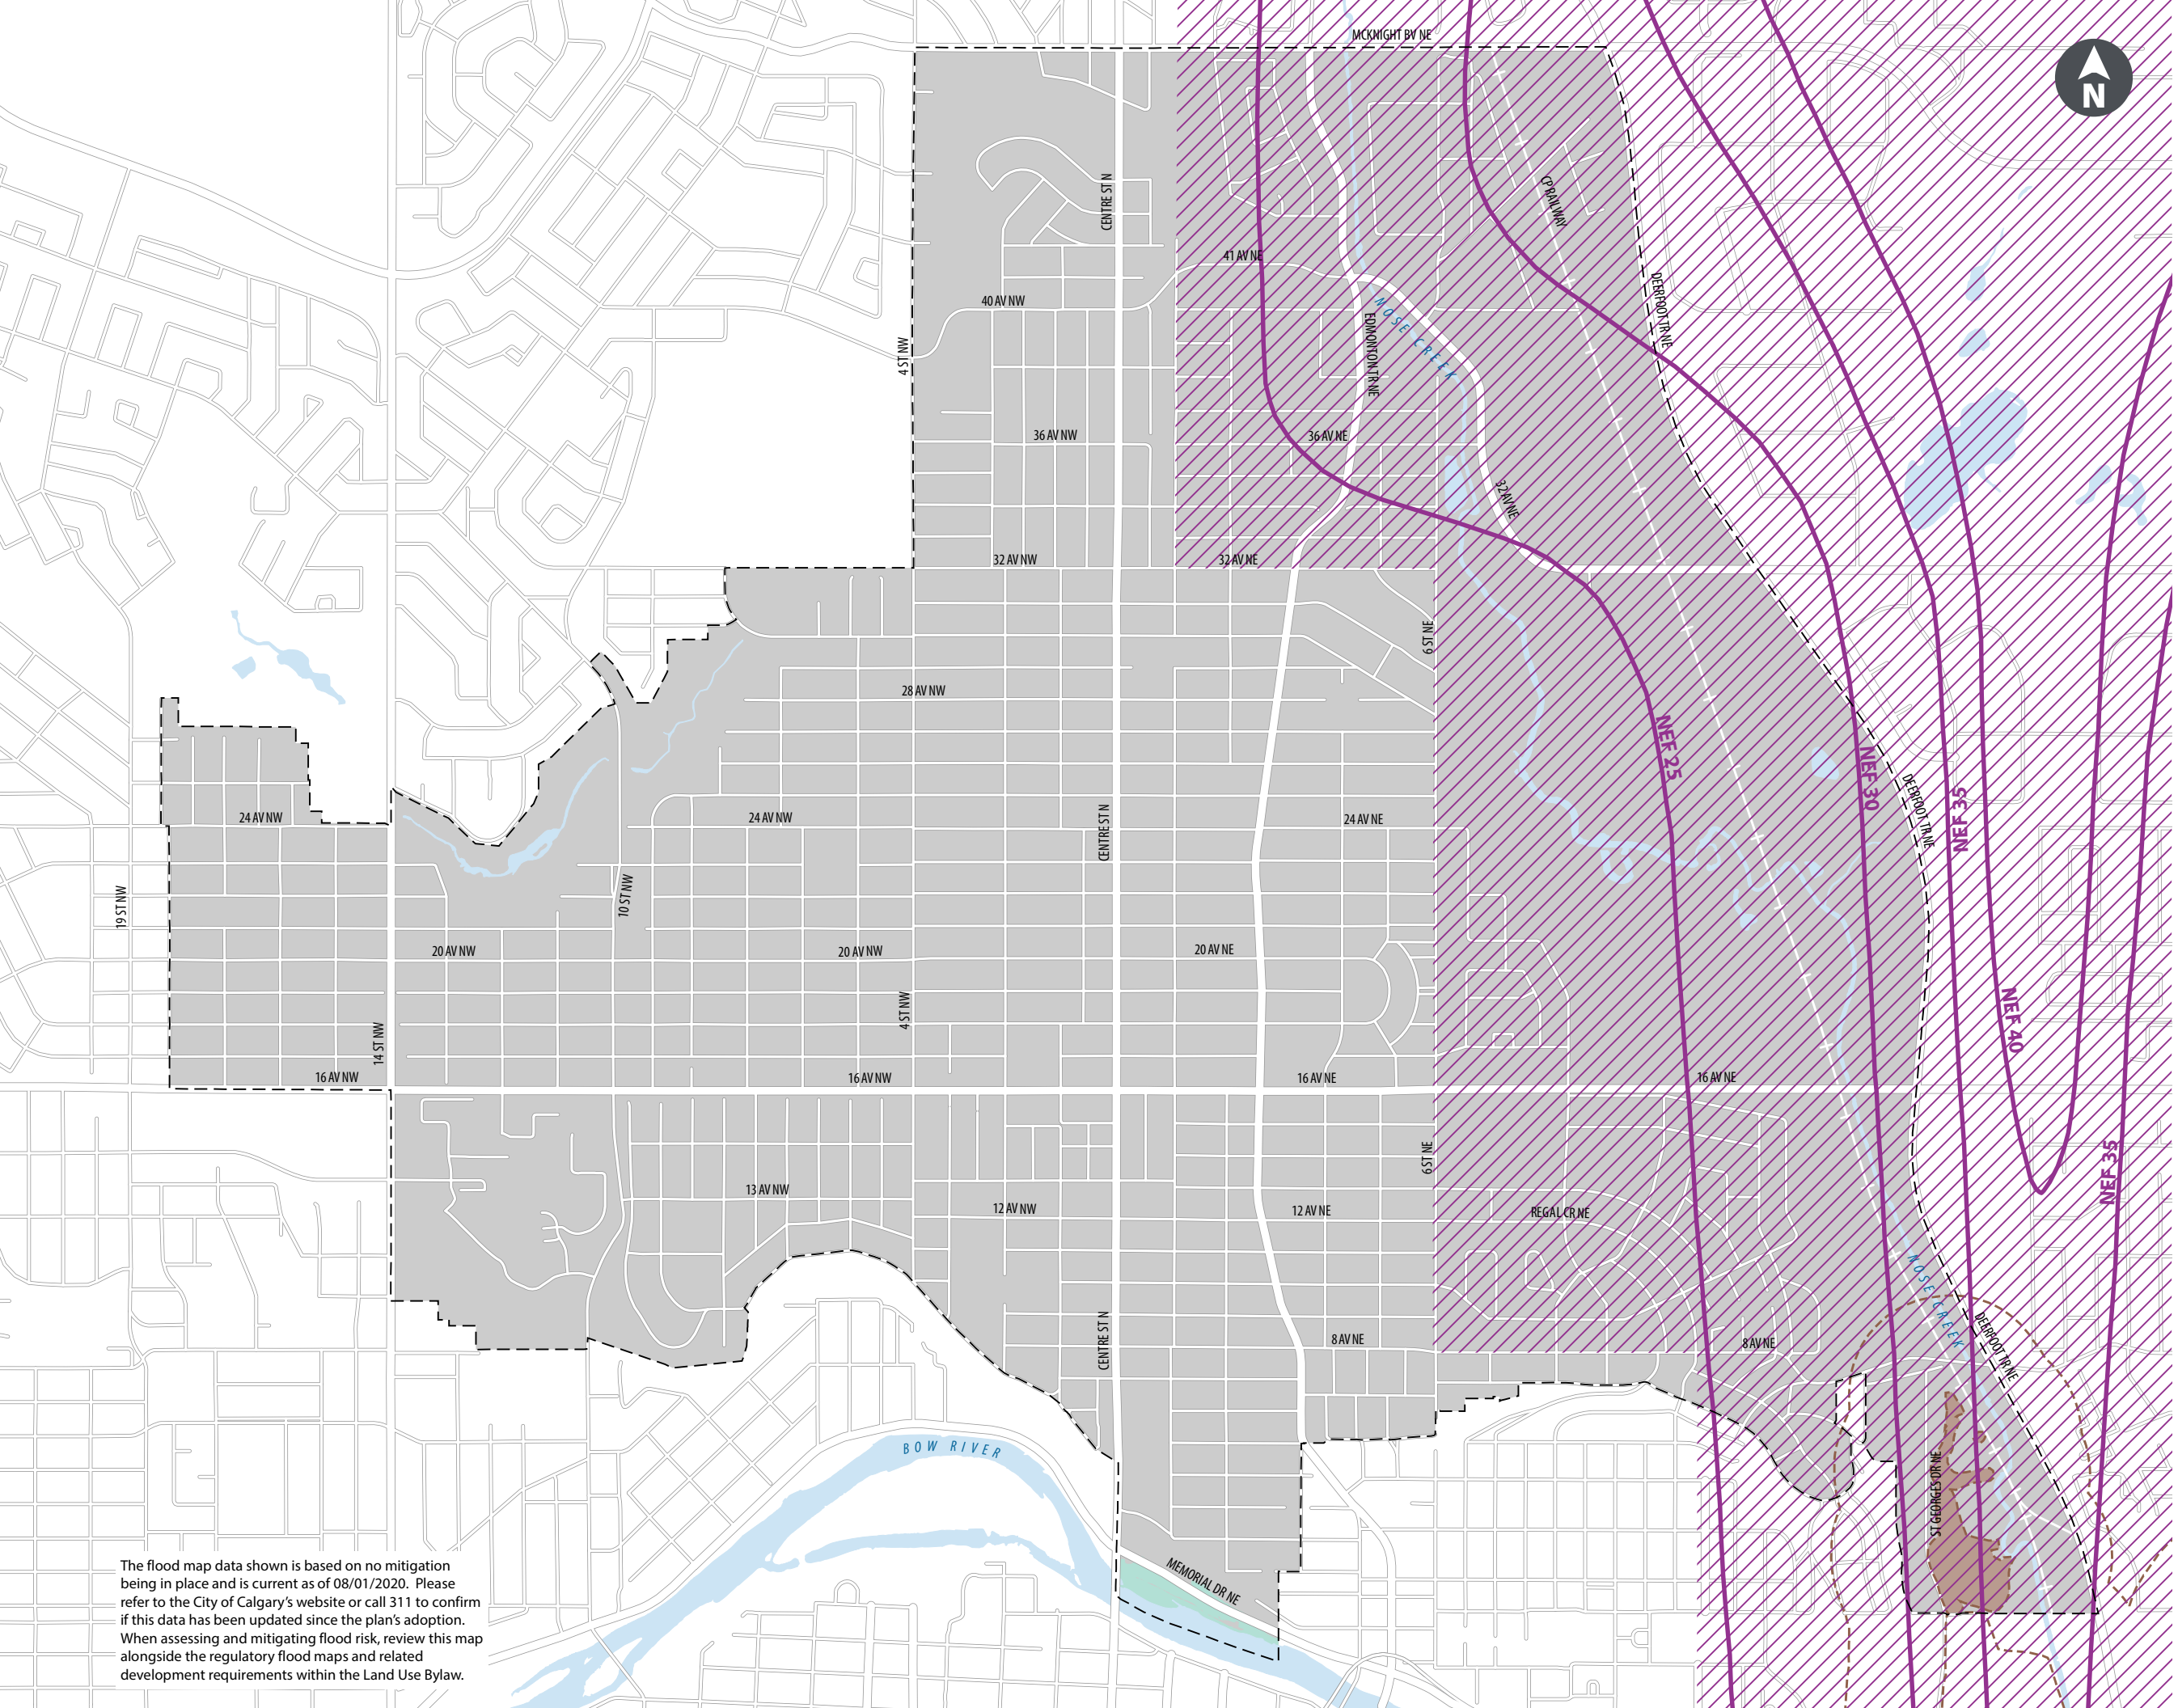 MCKNIGHT BV NE
N
CENTRE ST N
CP RAILWAY
41 AV NE
DEERFOOT TR NE
40 AV NW
NOSE CREEK
EDMONTON TR NE
4 ST NW
36 AV NW
36 AV NE
32 AV NE
32 AV NW
32 AV NE
6 ST NE
28 AV NW
NEF 25
NEF 30
NEF 35
DEERFOOT TR NE
24 AV NW
24 AV NW
CENTRE ST N
24 AV NE
19 ST NW
10 ST NW
20 AV NW
20 AV NW
20 AV NE
4 ST NW
NEF 40
14 ST NW
16 AV NW
16 AV NW
16 AV NE
16 AV NE
6 ST NE
NEF 35
13 AV NW
12 AV NW
12 AV NE
REGAL CR NE
NOSE CREEK
CENTRE ST N
8 AV NE
8 AV NE
DEERFOOT TR NE
BOW RIVER
ST GEORGES DR NE
MEMORIAL DR NE
The flood map data shown is based on no mitigation
being in place and is current as of 08/01/2020. Please
refer to the City of Calgary's website or call 311 to confirm
if this data has been updated since the plan's adoption.
When assessing and mitigating flood risk, review this map
alongside the regulatory flood maps and related
development requirements within the Land Use Bylaw.